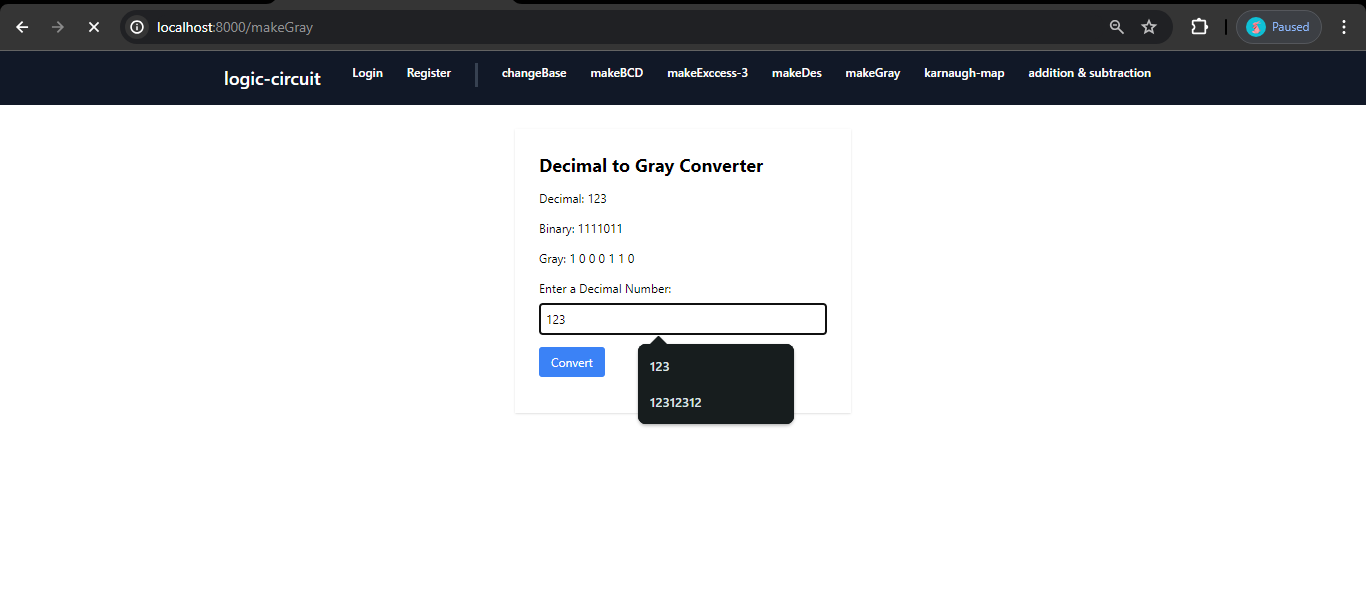 localhost:8000/makeGray Paused
logic-circuit Login Register changeBase makeBCD makeExccess-3 makeDes makeGray karnaugh-map addition & subtraction
Decimal to Gray Converter
Decimal: 123
Binary: 1111011
Gray: 1 0 0 0 1 1 0
Enter a Decimal Number:
123
Convert
123
12312312